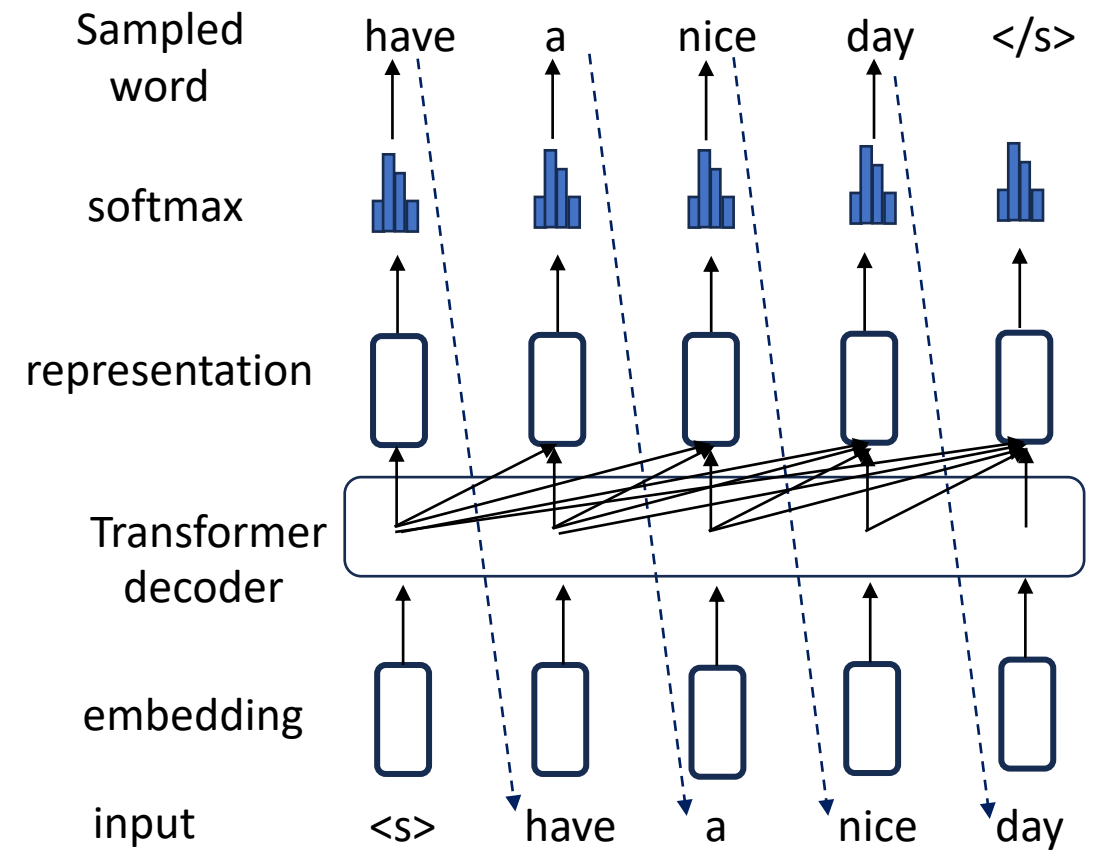 Sampled word have a nice day </s>
softmax
representation
Transformer
decoder
embedding
input <s> have a nice day